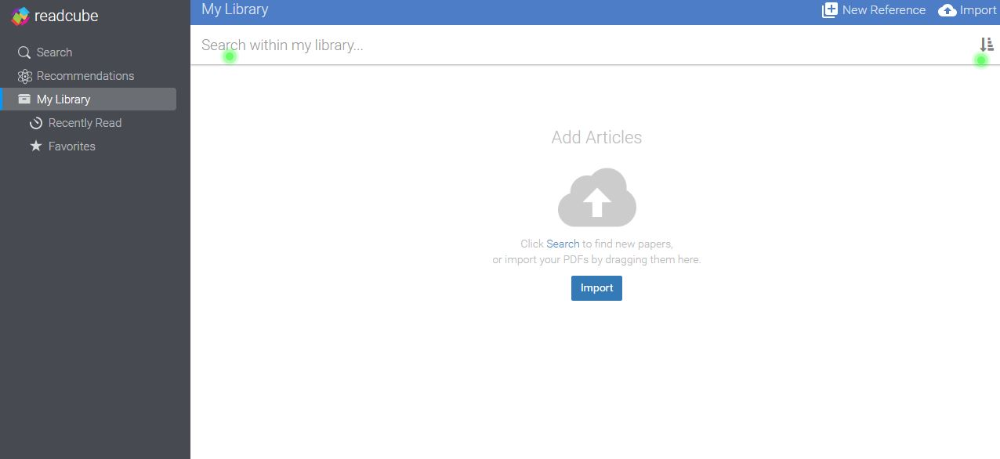 readcube
Search
Recommendations
My Library
Recently Read
Favorites
My Library
New Reference
Import
Search within my library...
Add Articles
Click Search to find new papers,
or import your PDFs by dragging them here.
Import